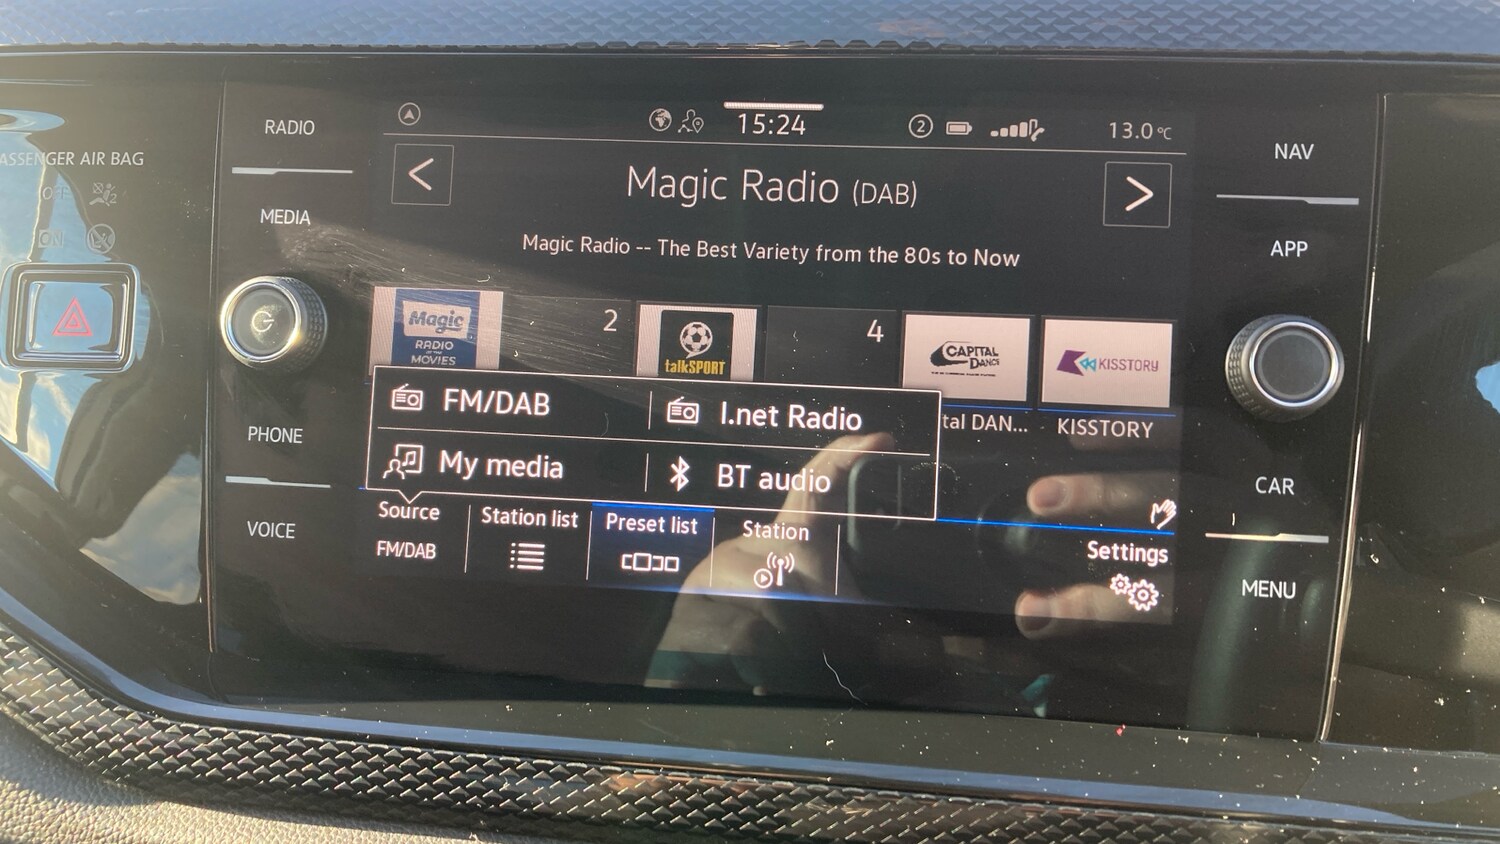 RADIO
MEDIA
PHONE
VOICE
ASSENGER AIR BAG
OFF
ON
15:24
2
13.0°C
<
Magic Radio (DAB)
>
Magic Radio -- The Best Variety from the 80s to Now
Magic
RADIO
AT THE
MOVIES
2
talkSPORT
4
CAPITAL
DANCE
KISSTORY
tal DAN...
KISSTORY
FM/DAB
I.net Radio
My media
BT audio
Source
FM/DAB
Station list
Preset list
Station
Settings
NAV
APP
CAR
MENU